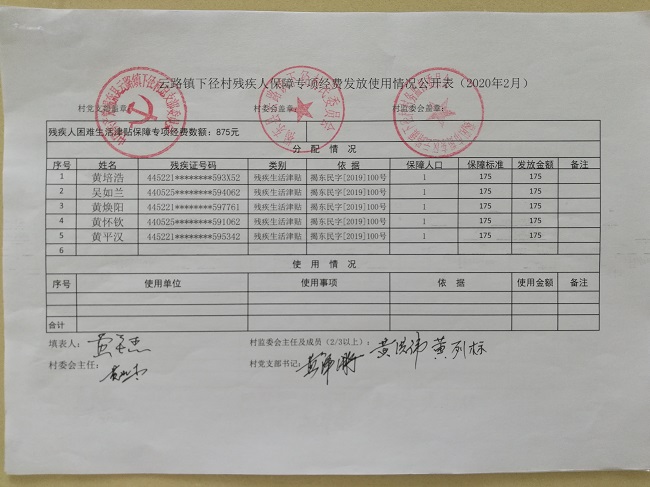 云路镇下径村残疾人保障专项经费发放使用情况公开表（2020年2月）
村党支部盖章： 村委会盖章： 村监委会盖章：
残疾人困难生活津贴保障专项经费数额：875元
分 配 情 况
序号 姓名 残疾证号码 类别 依 据 保障人口 保障标准 发放金额 备注
1 黄培浩 445221********593X52 残疾生活津贴 揭东民字[2019]100号 1 175 175
2 吴如兰 440525********594062 残疾生活津贴 揭东民字[2019]100号 1 175 175
3 黄焕阳 445221********597761 残疾生活津贴 揭东民字[2019]100号 1 175 175
4 黄怀钦 440525********591062 残疾生活津贴 揭东民字[2019]100号 1 175 175
5 黄平汉 445221********595342 残疾生活津贴 揭东民字[2019]100号 1 175 175
6
使 用 情 况
序号 使用单位 使用事项 依 据 使用金额 备注
合计
填表人： 村监委会主任及成员（2/3以上）： 黄列标
村委会主任： 村党支部书记：